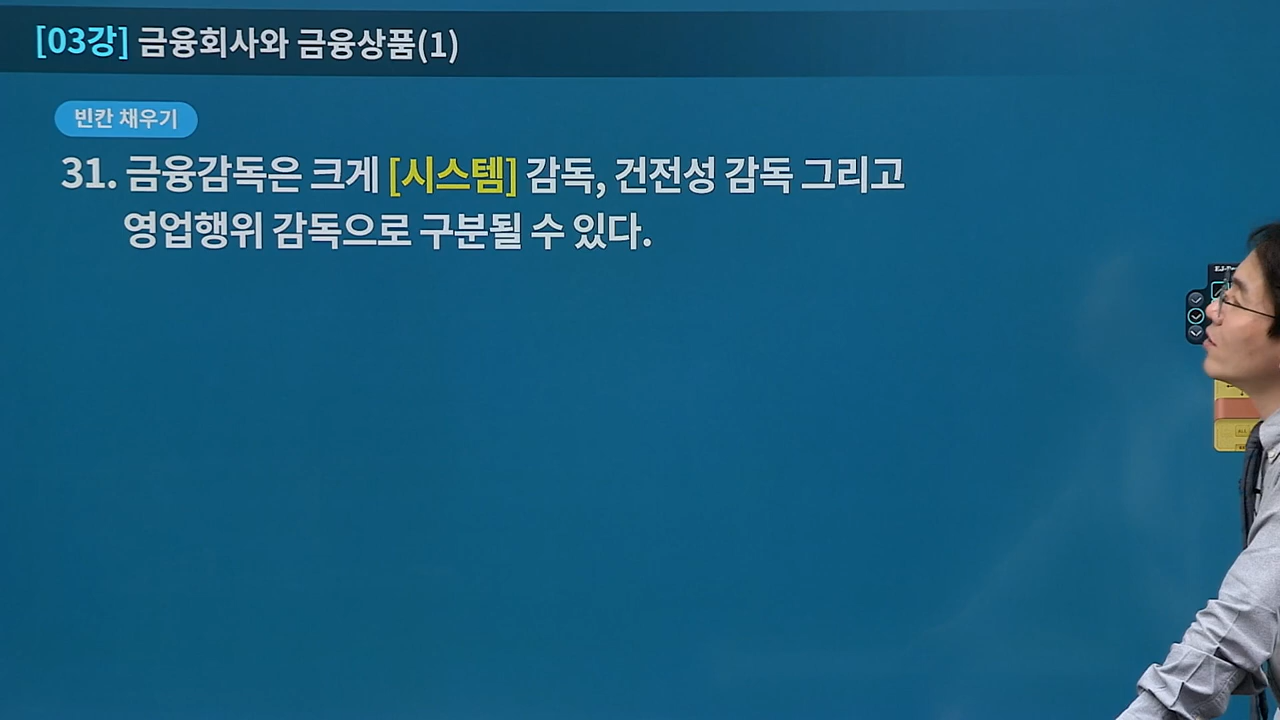 [03강] 금융회사와 금융상품(1)
빈칸 채우기
31. 금융감독은 크게 [시스템] 감독, 건전성 감독 그리고
영업행위 감독으로 구분될 수 있다.